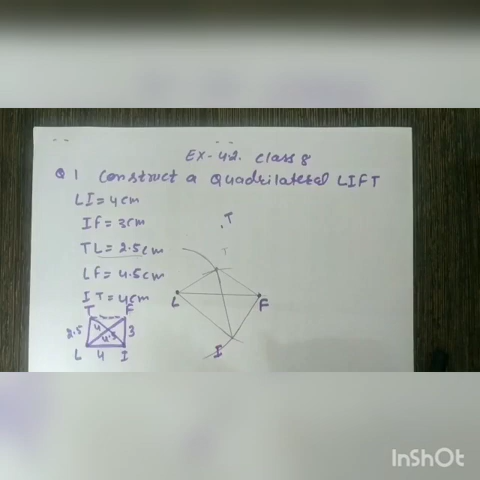 Ex-4.2. Class 8
Q 1 Construct a Quadrilateral LIFT
LI = 4cm
IF = 3cm
TL = 2.5cm
LF = 4.5cm
IT = 4cm
T F
2.5 4 4.5 3
L 4 I
T
T
L F
I
InShOt